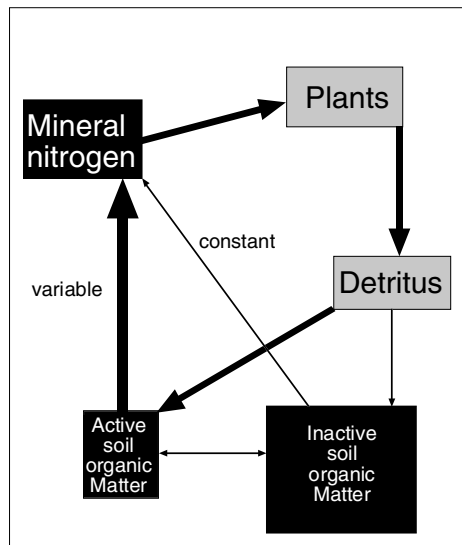 Plants
Mineral
nitrogen
constant
Detritus
variable
Active
soil
organic
Matter
Inactive
soil
organic
Matter